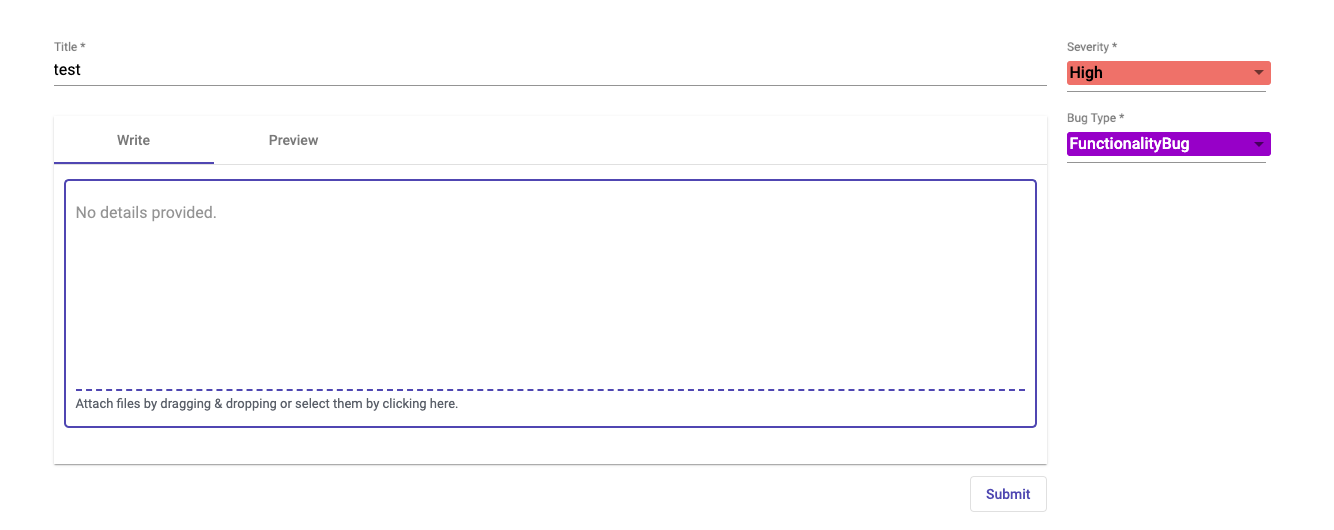 Title *
test
Severity *
High
Bug Type *
FunctionalityBug
Write
Preview
No details provided.
Attach files by dragging & dropping or select them by clicking here.
Submit